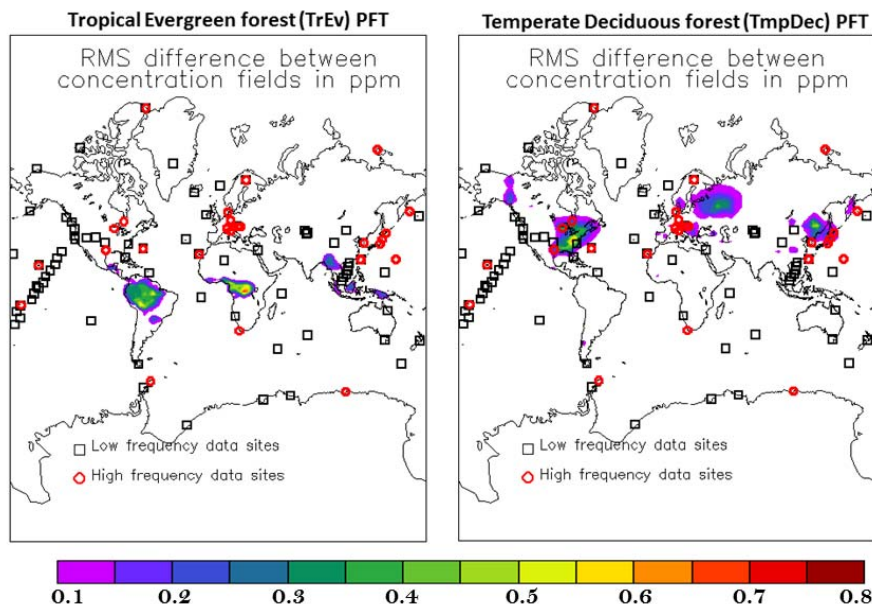 Tropical Evergreen forest (TrEv) PFT
RMS difference between
concentration fields in ppm
Low frequency data sites
High frequency data sites
Temperate Deciduous forest (TmpDec) PFT
RMS difference between
concentration fields in ppm
Low frequency data sites
High frequency data sites
0.1 0.2 0.3 0.4 0.5 0.6 0.7 0.8